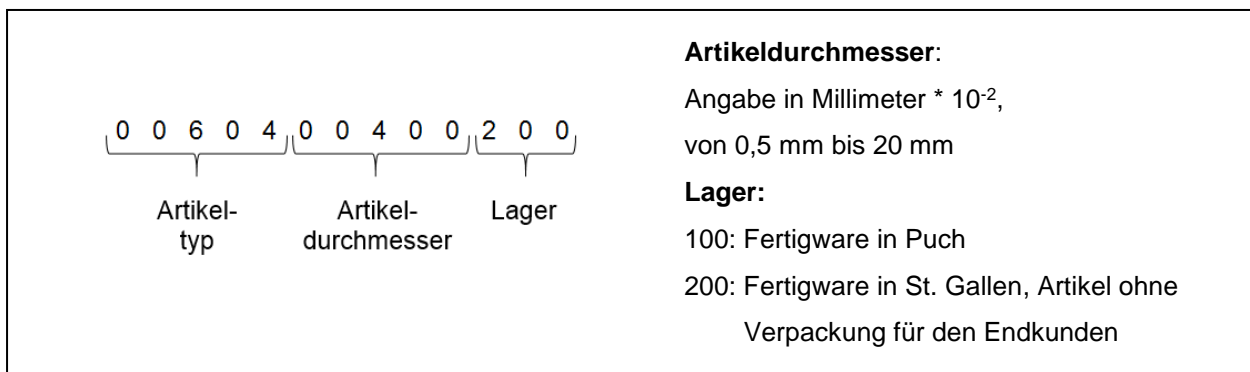 0 0 6 0 4 0 0 4 0 0 2 0 0
Artikel-
typ
Artikel-
durchmesser
Lager
Artikeldurchmesser:
Angabe in Millimeter * 10⁻²,
von 0,5 mm bis 20 mm
Lager:
100: Fertigware in Puch
200: Fertigware in St. Gallen, Artikel ohne
Verpackung für den Endkunden